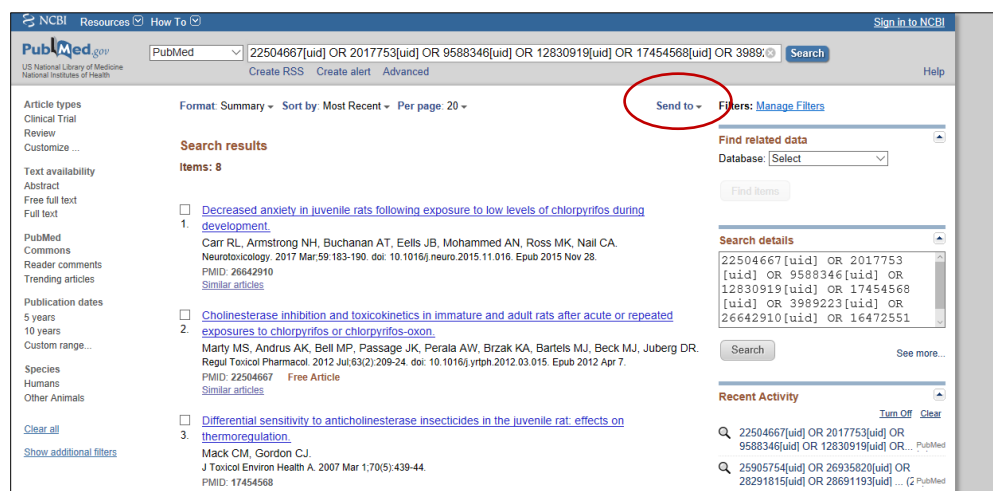 NCBI Resources How To Sign in to NCBI
PubMed.gov
US National Library of Medicine
National Institutes of Health
PubMed 22504667[uid] OR 2017753[uid] OR 9588346[uid] OR 12830919[uid] OR 17454568[uid] OR 3989 Search
Create RSS Create alert Advanced Help
Article types
Clinical Trial
Review
Customize ...
Text availability
Abstract
Free full text
Full text
PubMed
Commons
Reader comments
Trending articles
Publication dates
5 years
10 years
Custom range...
Species
Humans
Other Animals
Clear all
Show additional filters
Format: Summary Sort by: Most Recent Per page: 20 Send to
Search results
Items: 8
1. Decreased anxiety in juvenile rats following exposure to low levels of chlorpyrifos during
development.
Carr RL, Armstrong NH, Buchanan AT, Eells JB, Mohammed AN, Ross MK, Nail CA.
Neurotoxicology. 2017 Mar;59:183-190. doi: 10.1016/j.neuro.2015.11.016. Epub 2015 Nov 28.
PMID: 26642910
Similar articles
2. Cholinesterase inhibition and toxicokinetics in immature and adult rats after acute or repeated
exposures to chlorpyrifos or chlorpyrifos-oxon.
Marty MS, Andrus AK, Bell MP, Passage JK, Perala AW, Brzak KA, Bartels MJ, Beck MJ, Juberg DR.
Regul Toxicol Pharmacol. 2012 Jul;63(2):209-24. doi: 10.1016/j.yrtph.2012.03.015. Epub 2012 Apr 7.
PMID: 22504667 Free Article
Similar articles
3. Differential sensitivity to anticholinesterase insecticides in the juvenile rat: effects on
thermoregulation.
Mack CM, Gordon CJ.
J Toxicol Environ Health A. 2007 Mar 1;70(5):439-44.
PMID: 17454568
Filters: Manage Filters
Find related data
Database: Select
Find items
Search details
22504667[uid] OR 2017753
[uid] OR 9588346[uid] OR
12830919[uid] OR 17454568
[uid] OR 3989223[uid] OR
26642910[uid] OR 16472551
Search See more...
Recent Activity
Turn Off Clear
22504667[uid] OR 2017753[uid] OR
9588346[uid] OR 12830919[uid] OR... PubMed
25905754[uid] OR 26935820[uid] OR
28291815[uid] OR 28691193[uid] ... (2 PubMed